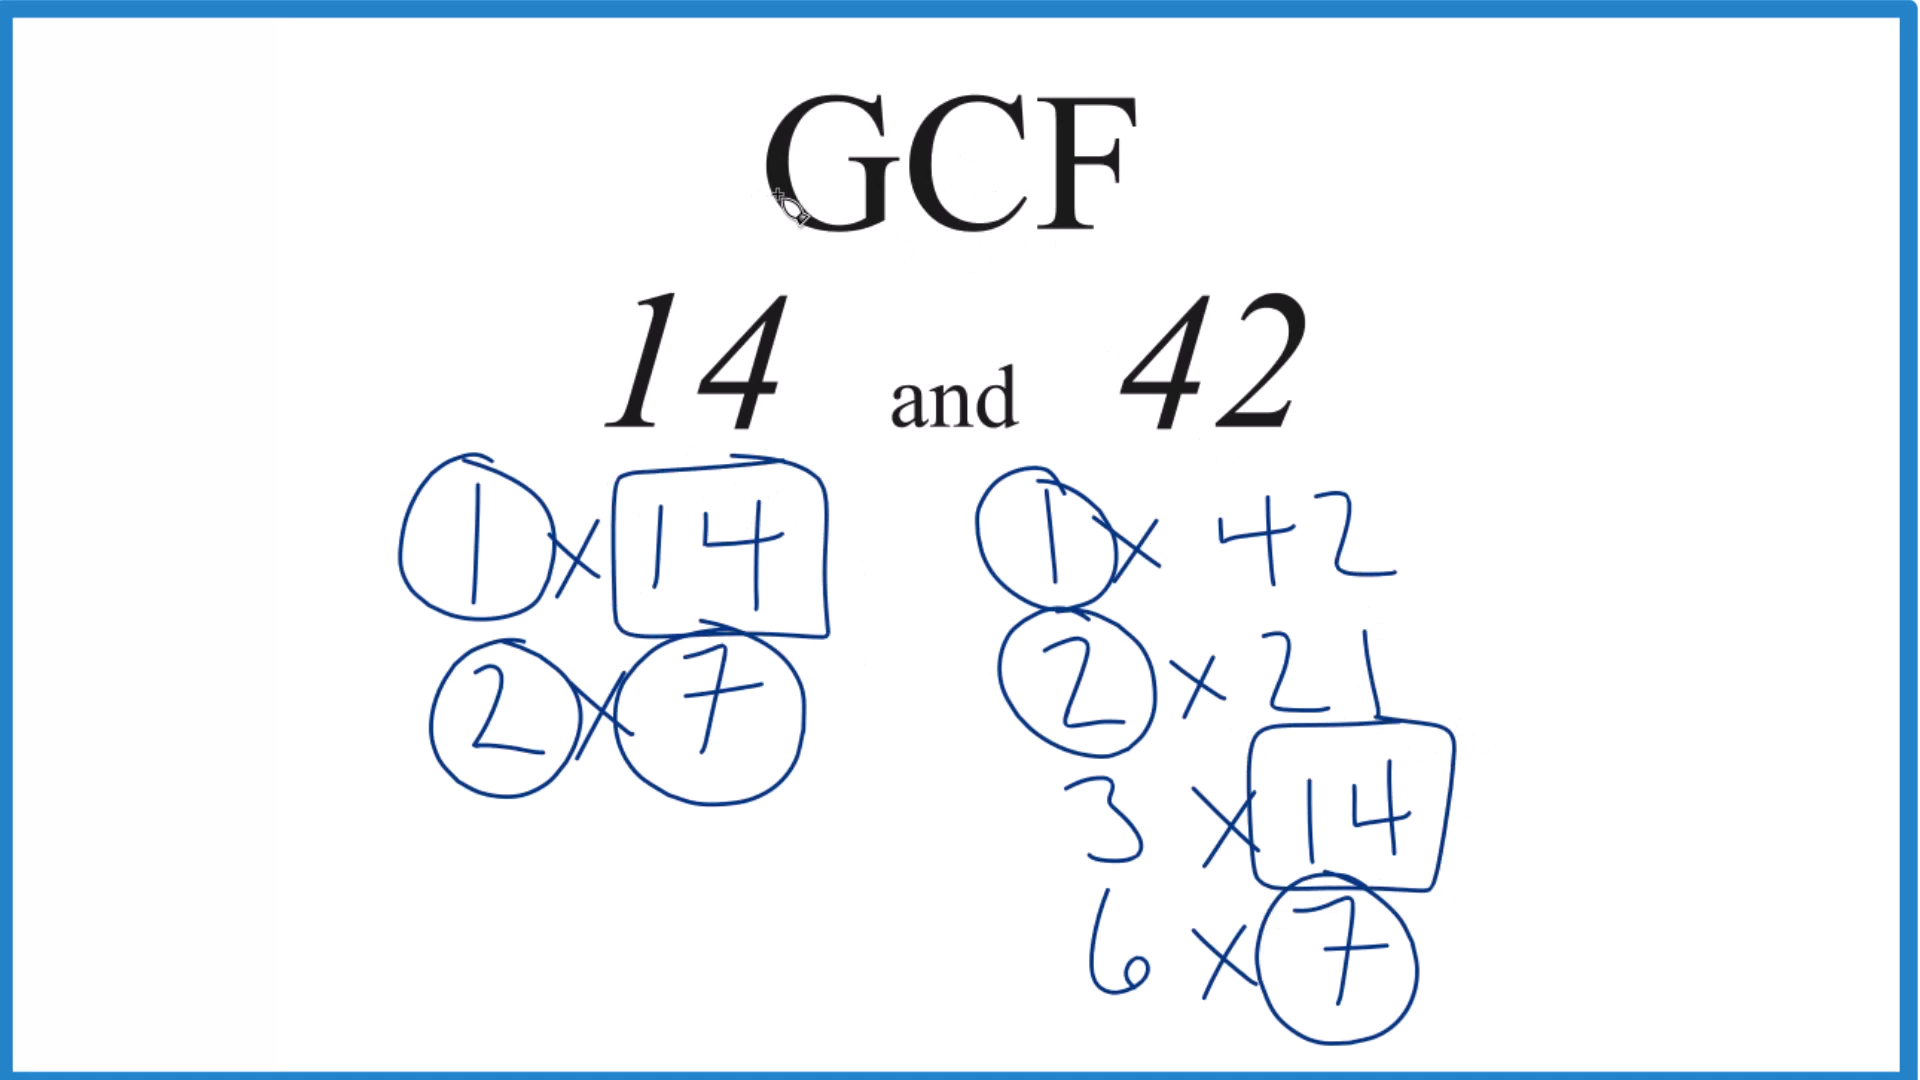 GCF
14 and 42
1 x 14
1 x 42
2 x 7
2 x 21
3 x 14
6 x 7